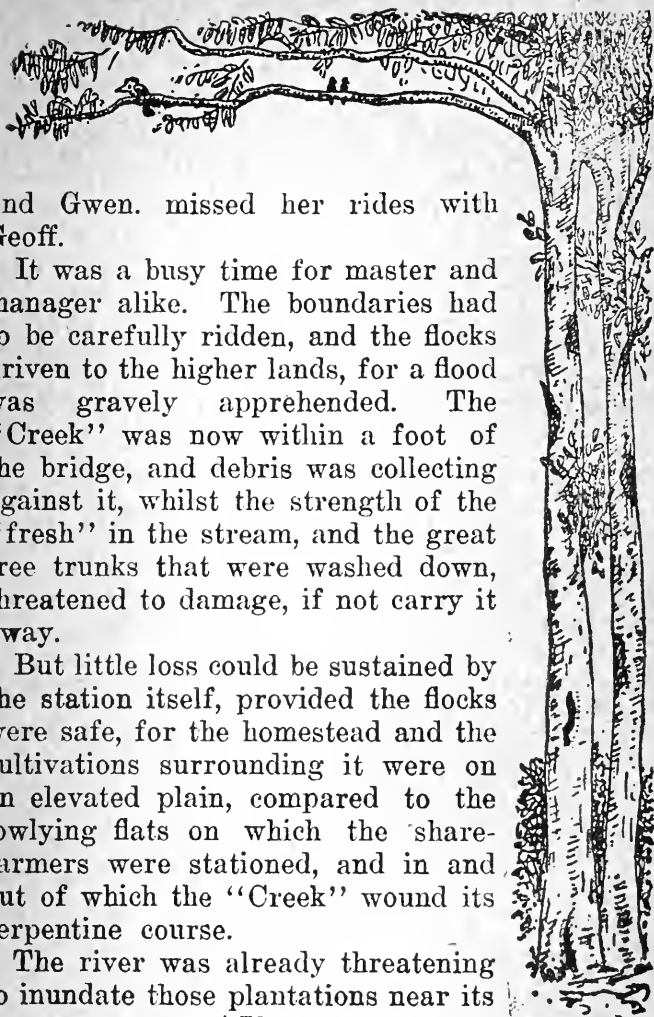 nd Gwen. missed her rides with
eoff.
It was a busy time for master and
anager alike. The boundaries had
o be carefully ridden, and the flocks
riven to the higher lands, for a flood
vas gravely apprehended. The
"Creek" was now within a foot of
he bridge, and debris was collecting
gainst it, whilst the strength of the
"fresh" in the stream, and the great
ree trunks that were washed down,
hreatened to damage, if not carry it
way.
But little loss could be sustained by
he station itself, provided the flocks
vere safe, for the homestead and the
ultivations surrounding it were on
n elevated plain, compared to the
owlying flats on which the share-
armers were stationed, and in and
ut of which the "Creek" wound its
erpentine course.
The river was already threatening
o inundate those plantations near its